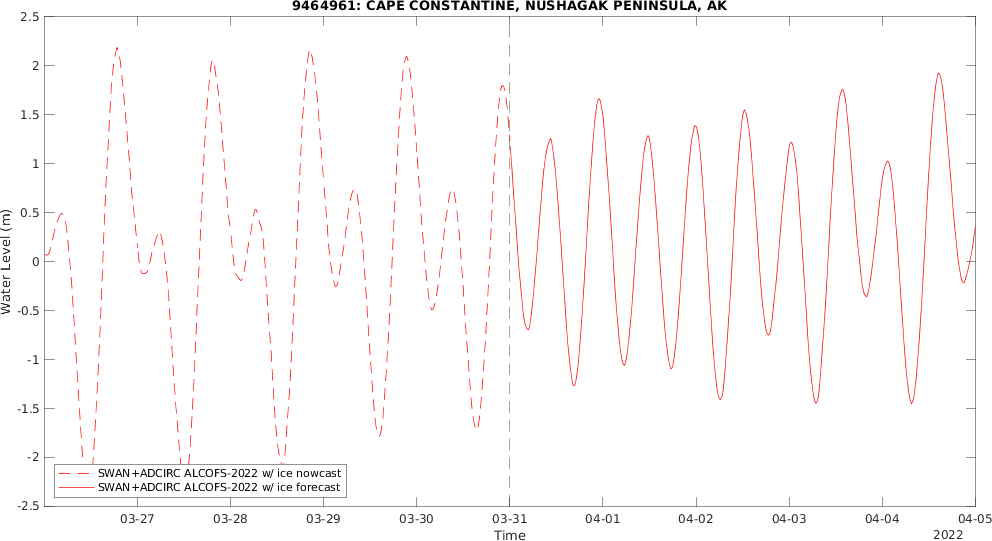 9464961: CAPE CONSTANTINE, NUSHAGAK PENINSULA, AK
2.5
2
1.5
1
0.5
0
-0.5
-1
-1.5
-2
-2.5
Water Level (m)
SWAN+ADCIRC ALCOFS-2022 w/ ice nowcast
SWAN+ADCIRC ALCOFS-2022 w/ ice forecast
03-27 03-28 03-29 03-30 03-31 04-01 04-02 04-03 04-04 04-05
Time
2022